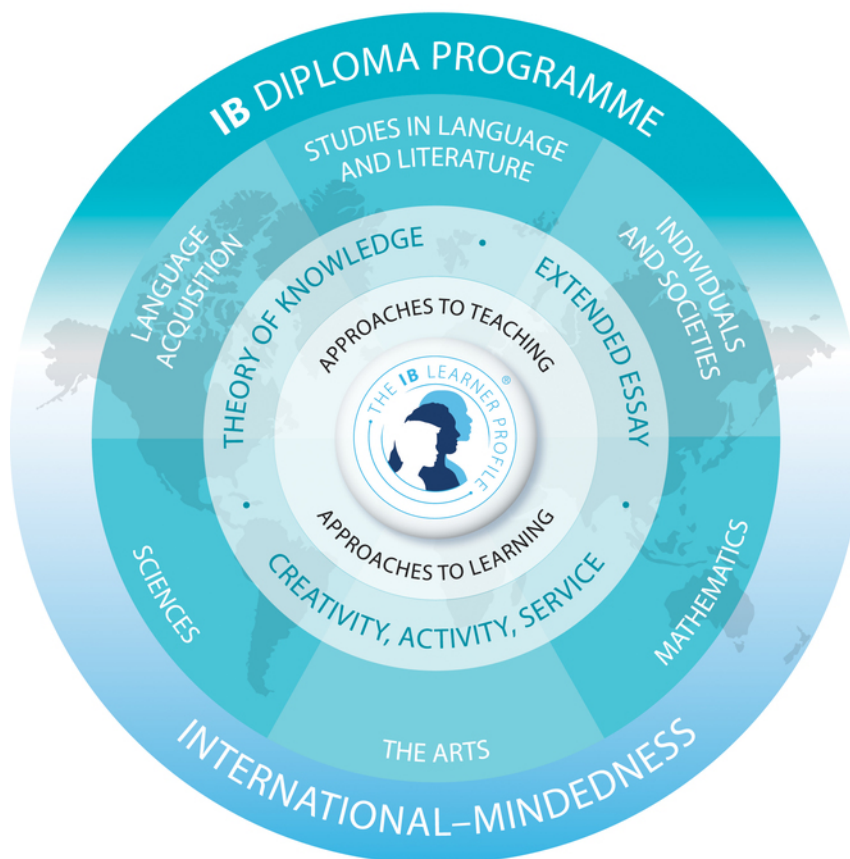 IB DIPLOMA PROGRAMME
STUDIES IN LANGUAGE
AND LITERATURE
LANGUAGE
ACQUISITION
INDIVIDUALS
AND SOCIETIES
THEORY OF KNOWLEDGE
•
EXTENDED ESSAY
APPROACHES TO TEACHING
THE IB LEARNER PROFILE®
APPROACHES TO LEARNING
•
•
CREATIVITY, ACTIVITY, SERVICE
SCIENCES
MATHEMATICS
THE ARTS
INTERNATIONAL–MINDEDNESS